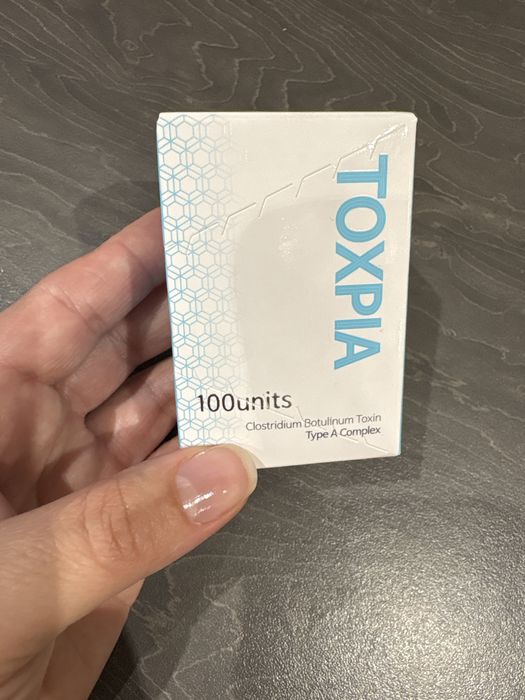 TOXPIA
100units
Clostridium Botulinum Toxin
Type A Complex